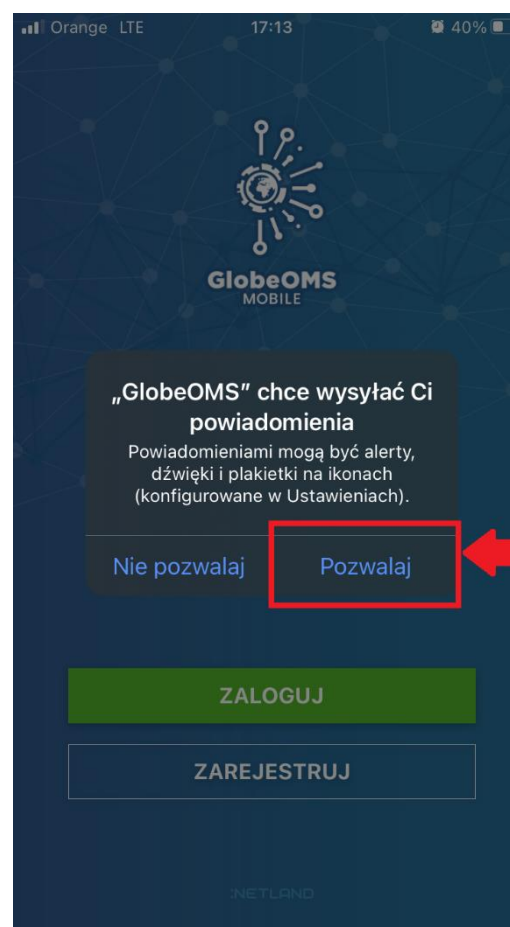 Orange LTE 17:13 40%
GlobeOMS
MOBILE
„GlobeOMS” chce wysyłać Ci
powiadomienia
Powiadomieniami mogą być alerty,
dźwięki i plakietki na ikonach
(konfigurowane w Ustawieniach).
Nie pozwalaj Pozwalaj
ZALOGUJ
ZAREJESTRUJ
:NETLAND